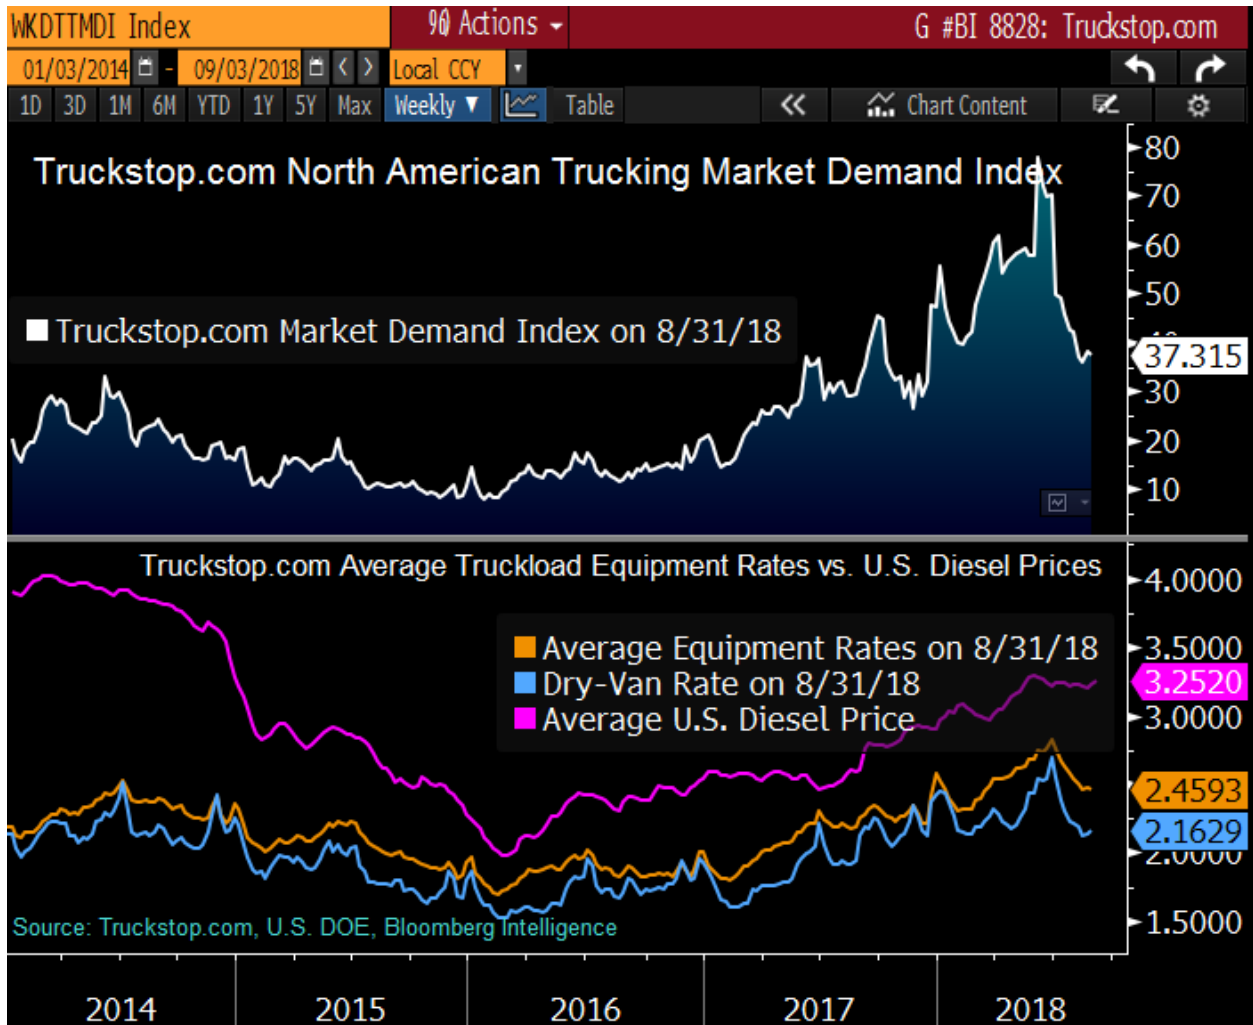 WKDTTMDI Index 90 Actions G #BI 8828: Truckstop.com
01/03/2014 - 09/03/2018 Local CCY
1D 3D 1M 6M YTD 1Y 5Y Max Weekly Table Chart Content
Truckstop.com North American Trucking Market Demand Index
80
70
60
50
Truckstop.com Market Demand Index on 8/31/18
37.315
30
20
10
Truckstop.com Average Truckload Equipment Rates vs. U.S. Diesel Prices
4.0000
Average Equipment Rates on 8/31/18
3.5000
Dry-Van Rate on 8/31/18
3.2520
Average U.S. Diesel Price
3.0000
2.4593
2.1629
2.0000
1.5000
Source: Truckstop.com, U.S. DOE, Bloomberg Intelligence
2014 2015 2016 2017 2018